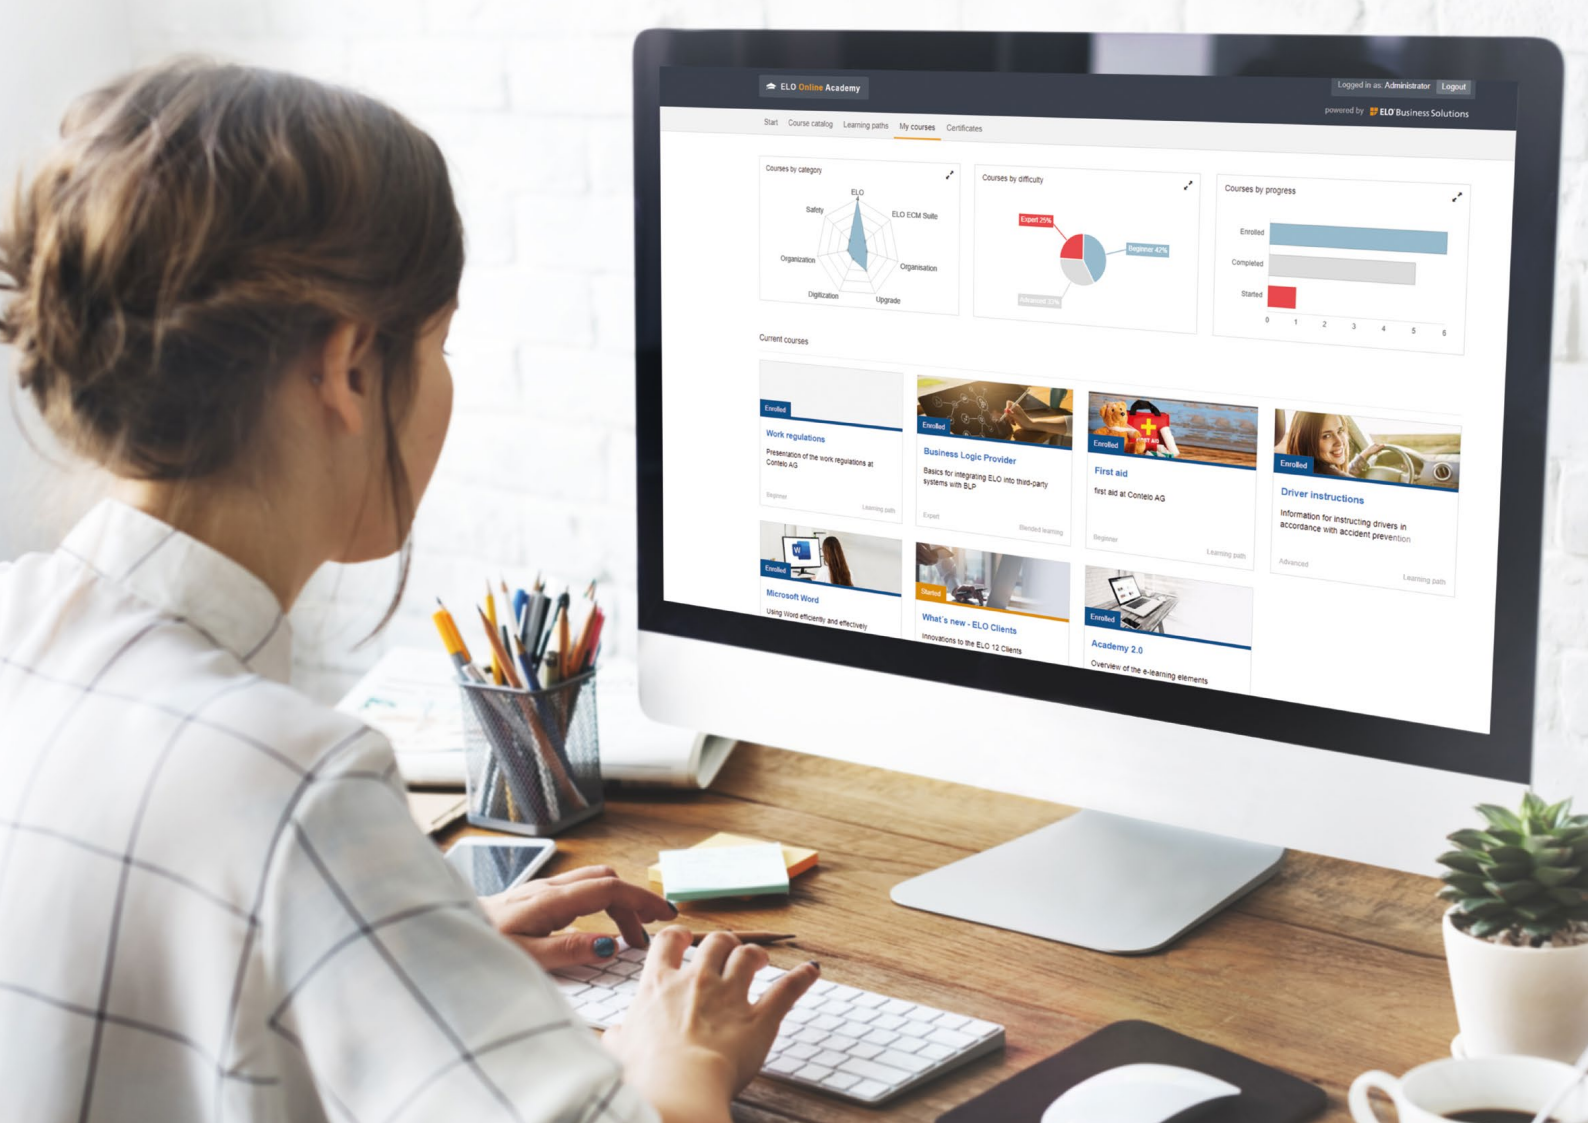 ELO Online Academy
Logged in as: Administrator Logout
powered by ELO Business Solutions
Start Course catalog Learning paths My courses Certificates
Courses by category
ELO
ELO ECM Suite
Organisation
Upgrade
Digitization
Organization
Safety
Courses by difficulty
Expert 25%
Beginner 42%
Advanced 33%
Courses by progress
Enrolled
Completed
Started
0 1 2 3 4 5 6
Current courses
Enrolled
Work regulations
Presentation of the work regulations at
Contelo AG
Beginner
Learning path
Enrolled
Business Logic Provider
Basics for integrating ELO into third-party
systems with BLP
Expert
Blended learning
FIRST AID
Enrolled
First aid
first aid at Contelo AG
Beginner
Learning path
Enrolled
Driver instructions
Information for instructing drivers in
accordance with accident prevention
Advanced
Learning path
W
Enrolled
Microsoft Word
Using Word efficiently and effectively
Started
What's new - ELO Clients
Innovations to the ELO 12 Clients
Enrolled
Academy 2.0
Overview of the e-learning elements